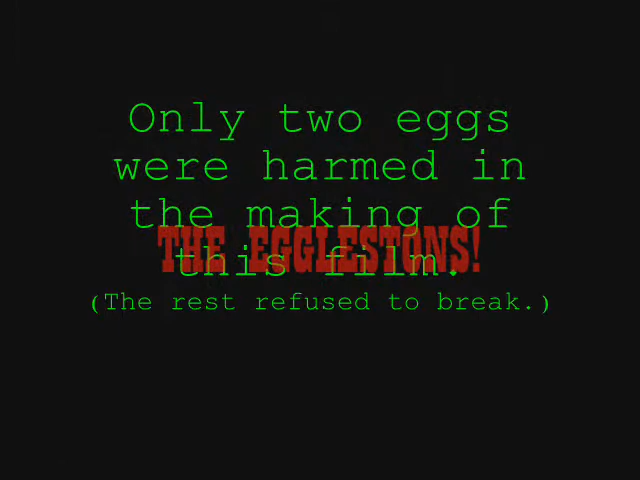 Only two eggs
were harmed in
the making of
THE EGGLESTONS!
this film.
(The rest refused to break.)